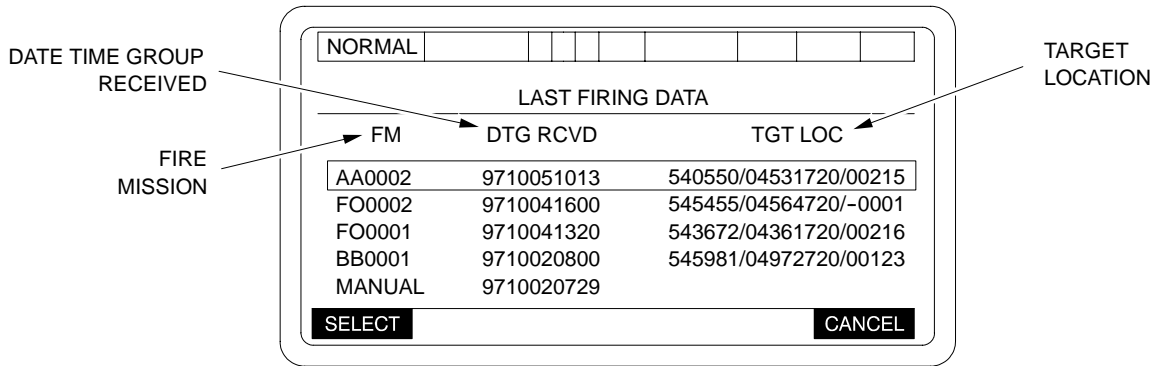 DATE TIME GROUP
RECEIVED
FIRE
MISSION
TARGET
LOCATION
NORMAL
LAST FIRING DATA
FM DTG RCVD TGT LOC
AA0002 9710051013 540550/04531720/00215
FO0002 9710041600 545455/04564720/-0001
FO0001 9710041320 543672/04361720/00216
BB0001 9710020800 545981/04972720/00123
MANUAL 9710020729
SELECT CANCEL